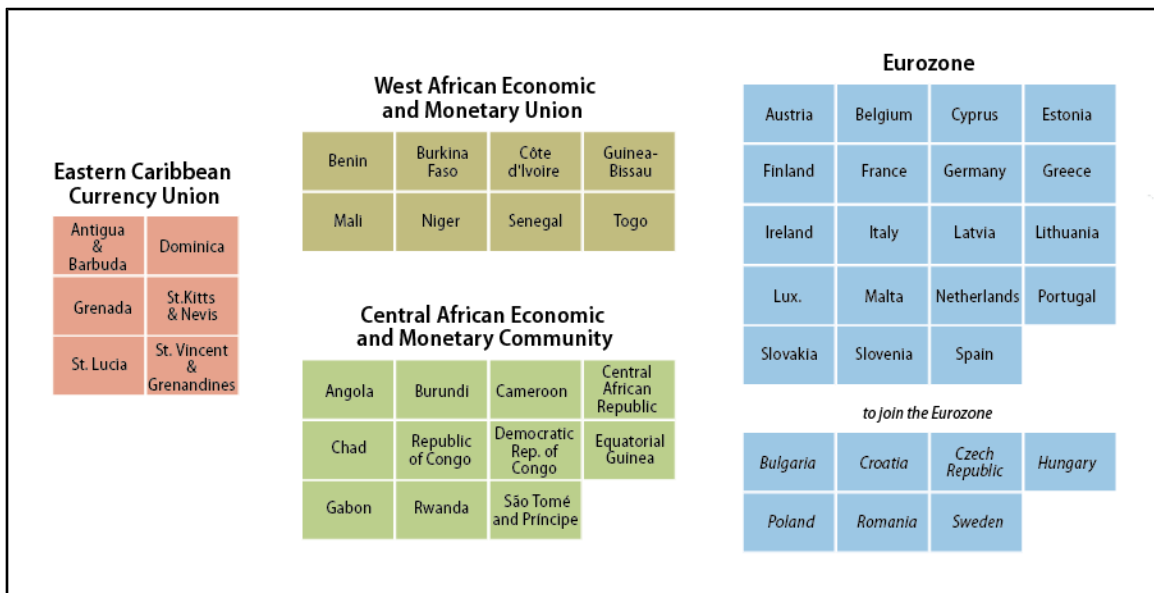 Eastern Caribbean
Currency Union
Antigua
&
Barbuda
Dominica
Grenada
St.Kitts
& Nevis
St. Lucia
St. Vincent
&
Grenandines
West African Economic
and Monetary Union
Benin
Burkina
Faso
Côte
d'Ivoire
Guinea-
Bissau
Mali
Niger
Senegal
Togo
Central African Economic
and Monetary Community
Angola
Burundi
Cameroon
Central
African
Republic
Chad
Republic
of Congo
Democratic
Rep. of
Congo
Equatorial
Guinea
Gabon
Rwanda
São Tomé
and Príncipe
Eurozone
Austria
Belgium
Cyprus
Estonia
Finland
France
Germany
Greece
Ireland
Italy
Latvia
Lithuania
Lux.
Malta
Netherlands
Portugal
Slovakia
Slovenia
Spain
to join the Eurozone
Bulgaria
Croatia
Czech
Republic
Hungary
Poland
Romania
Sweden